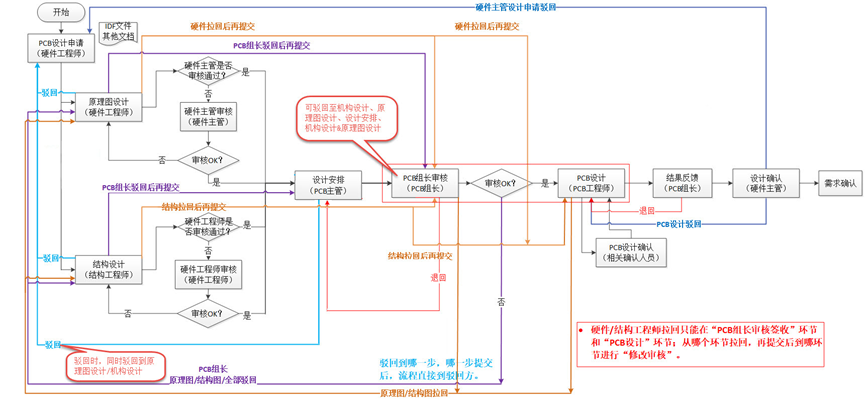 硬件主管设计申请驳回
开始
IDF文件
其他文档
硬件拉回后再提交
硬件拉回后再提交
PCB设计申请
（硬件工程师）
PCB组长驳回后再提交
硬件主管是否
审核通过？
是
驳回
否
原理图设计
（硬件工程师）
硬件主管审核
（硬件主管）
可驳回至机构设计、原
理图设计、设计安排、
机构设计&原理图设计
否
审核OK？
是
设计安排
（PCB主管）
PCB组长审核
（PCB组长）
审核OK？
是
PCB设计
（PCB工程师）
结果反馈
（PCB组长）
设计确认
（硬件主管）
需求确认
PCB组长驳回后再提交
结构拉回后再提交
退回
PCB设计驳回
硬件工程师是
否审核通过？
是
驳回
否
PCB设计确认
（相关确认人员）
结构拉回后再提交
结构设计
（结构工程师）
硬件工程师审核
（硬件工程师）
退回
否
否
审核OK？
是
驳回
硬件/结构工程师拉回只能在“PCB组长审核签收”环节
和“PCB设计”环节；从哪个环节拉回，再提交后到哪环
节进行“修改审核”。
驳回时，同时驳回到原
理图设计/机构设计
PCB组长
原理图/结构图/全部驳回
驳回到哪一步、哪一步提交
后，流程直接到驳回方。
原理图/结构图拉回